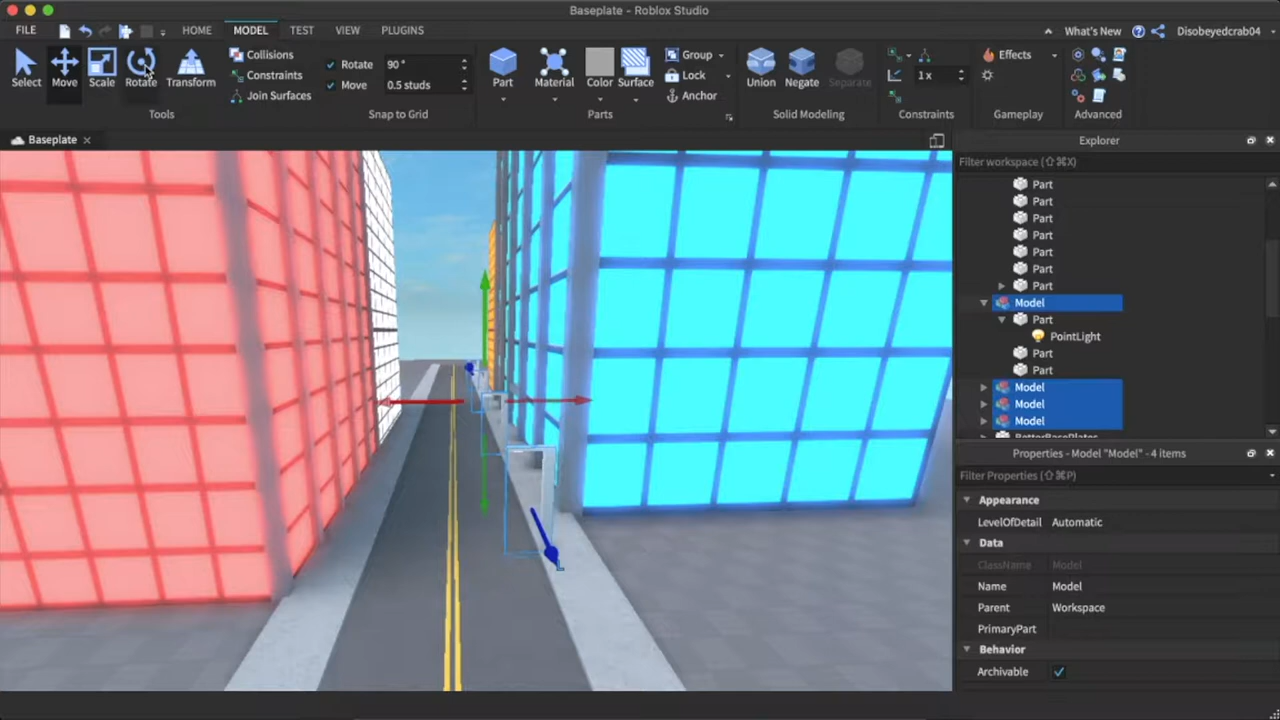 Baseplate - Roblox Studio
FILE HOME MODEL TEST VIEW PLUGINS What's New Disobeyedcrab04
Select Move Scale Rotate Transform
Collisions
Constraints
Join Surfaces
Tools
Rotate 90 °
Move 0.5 studs
Snap to Grid
Part Material Color Surface
Group
Lock
Anchor
Parts
Union Negate Separate
Solid Modeling
1 x
Constraints
Effects
Gameplay
Advanced
Baseplate
Explorer
Filter workspace (⇧⌘X)
Part
Part
Part
Part
Part
Part
Part
Model
Part
PointLight
Part
Part
Model
Model
Model
BetterBasePlates
Properties - Model "Model" - 4 items
Filter Properties (⇧⌘P)
Appearance
LevelOfDetail Automatic
Data
ClassName Model
Name Model
Parent Workspace
PrimaryPart
Behavior
Archivable